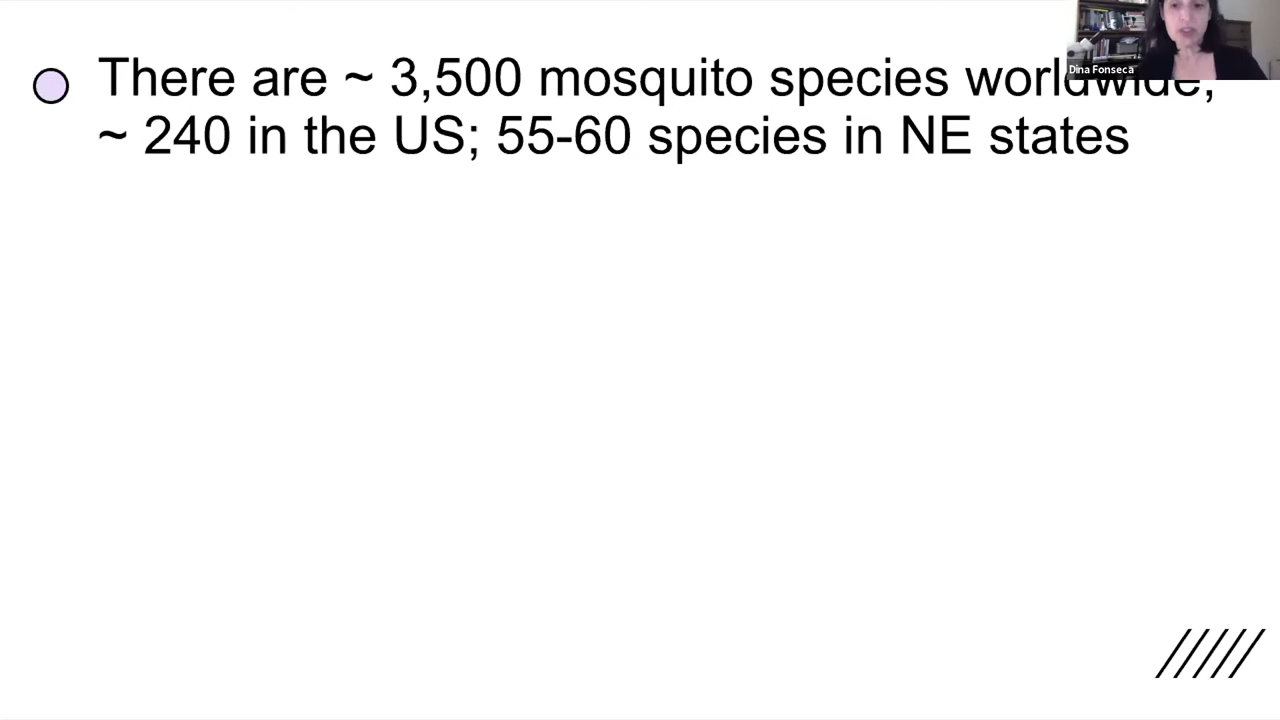 There are ~ 3,500 mosquito species worldwide,
~ 240 in the US; 55-60 species in NE states
Dina Fonseca